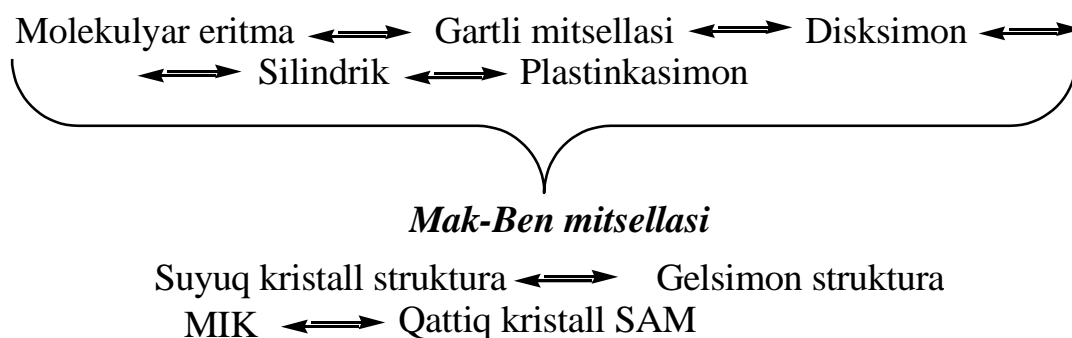 Molekulyar eritma Gartli mitsellasi Disksimon
Silindrik Plastinkasimon
Mak-Ben mitsellasi
Suyuq kristall struktura Gelsimon struktura
MIK Qattiq kristall SAM